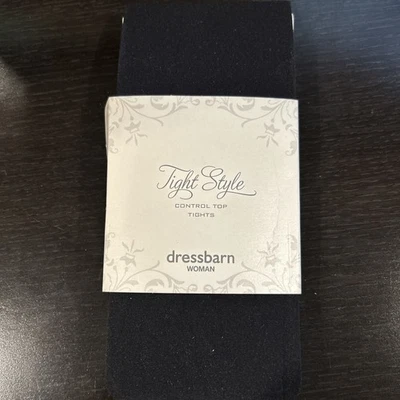 Tight Style
CONTROL TOP
TIGHTS
dressbarn
WOMAN